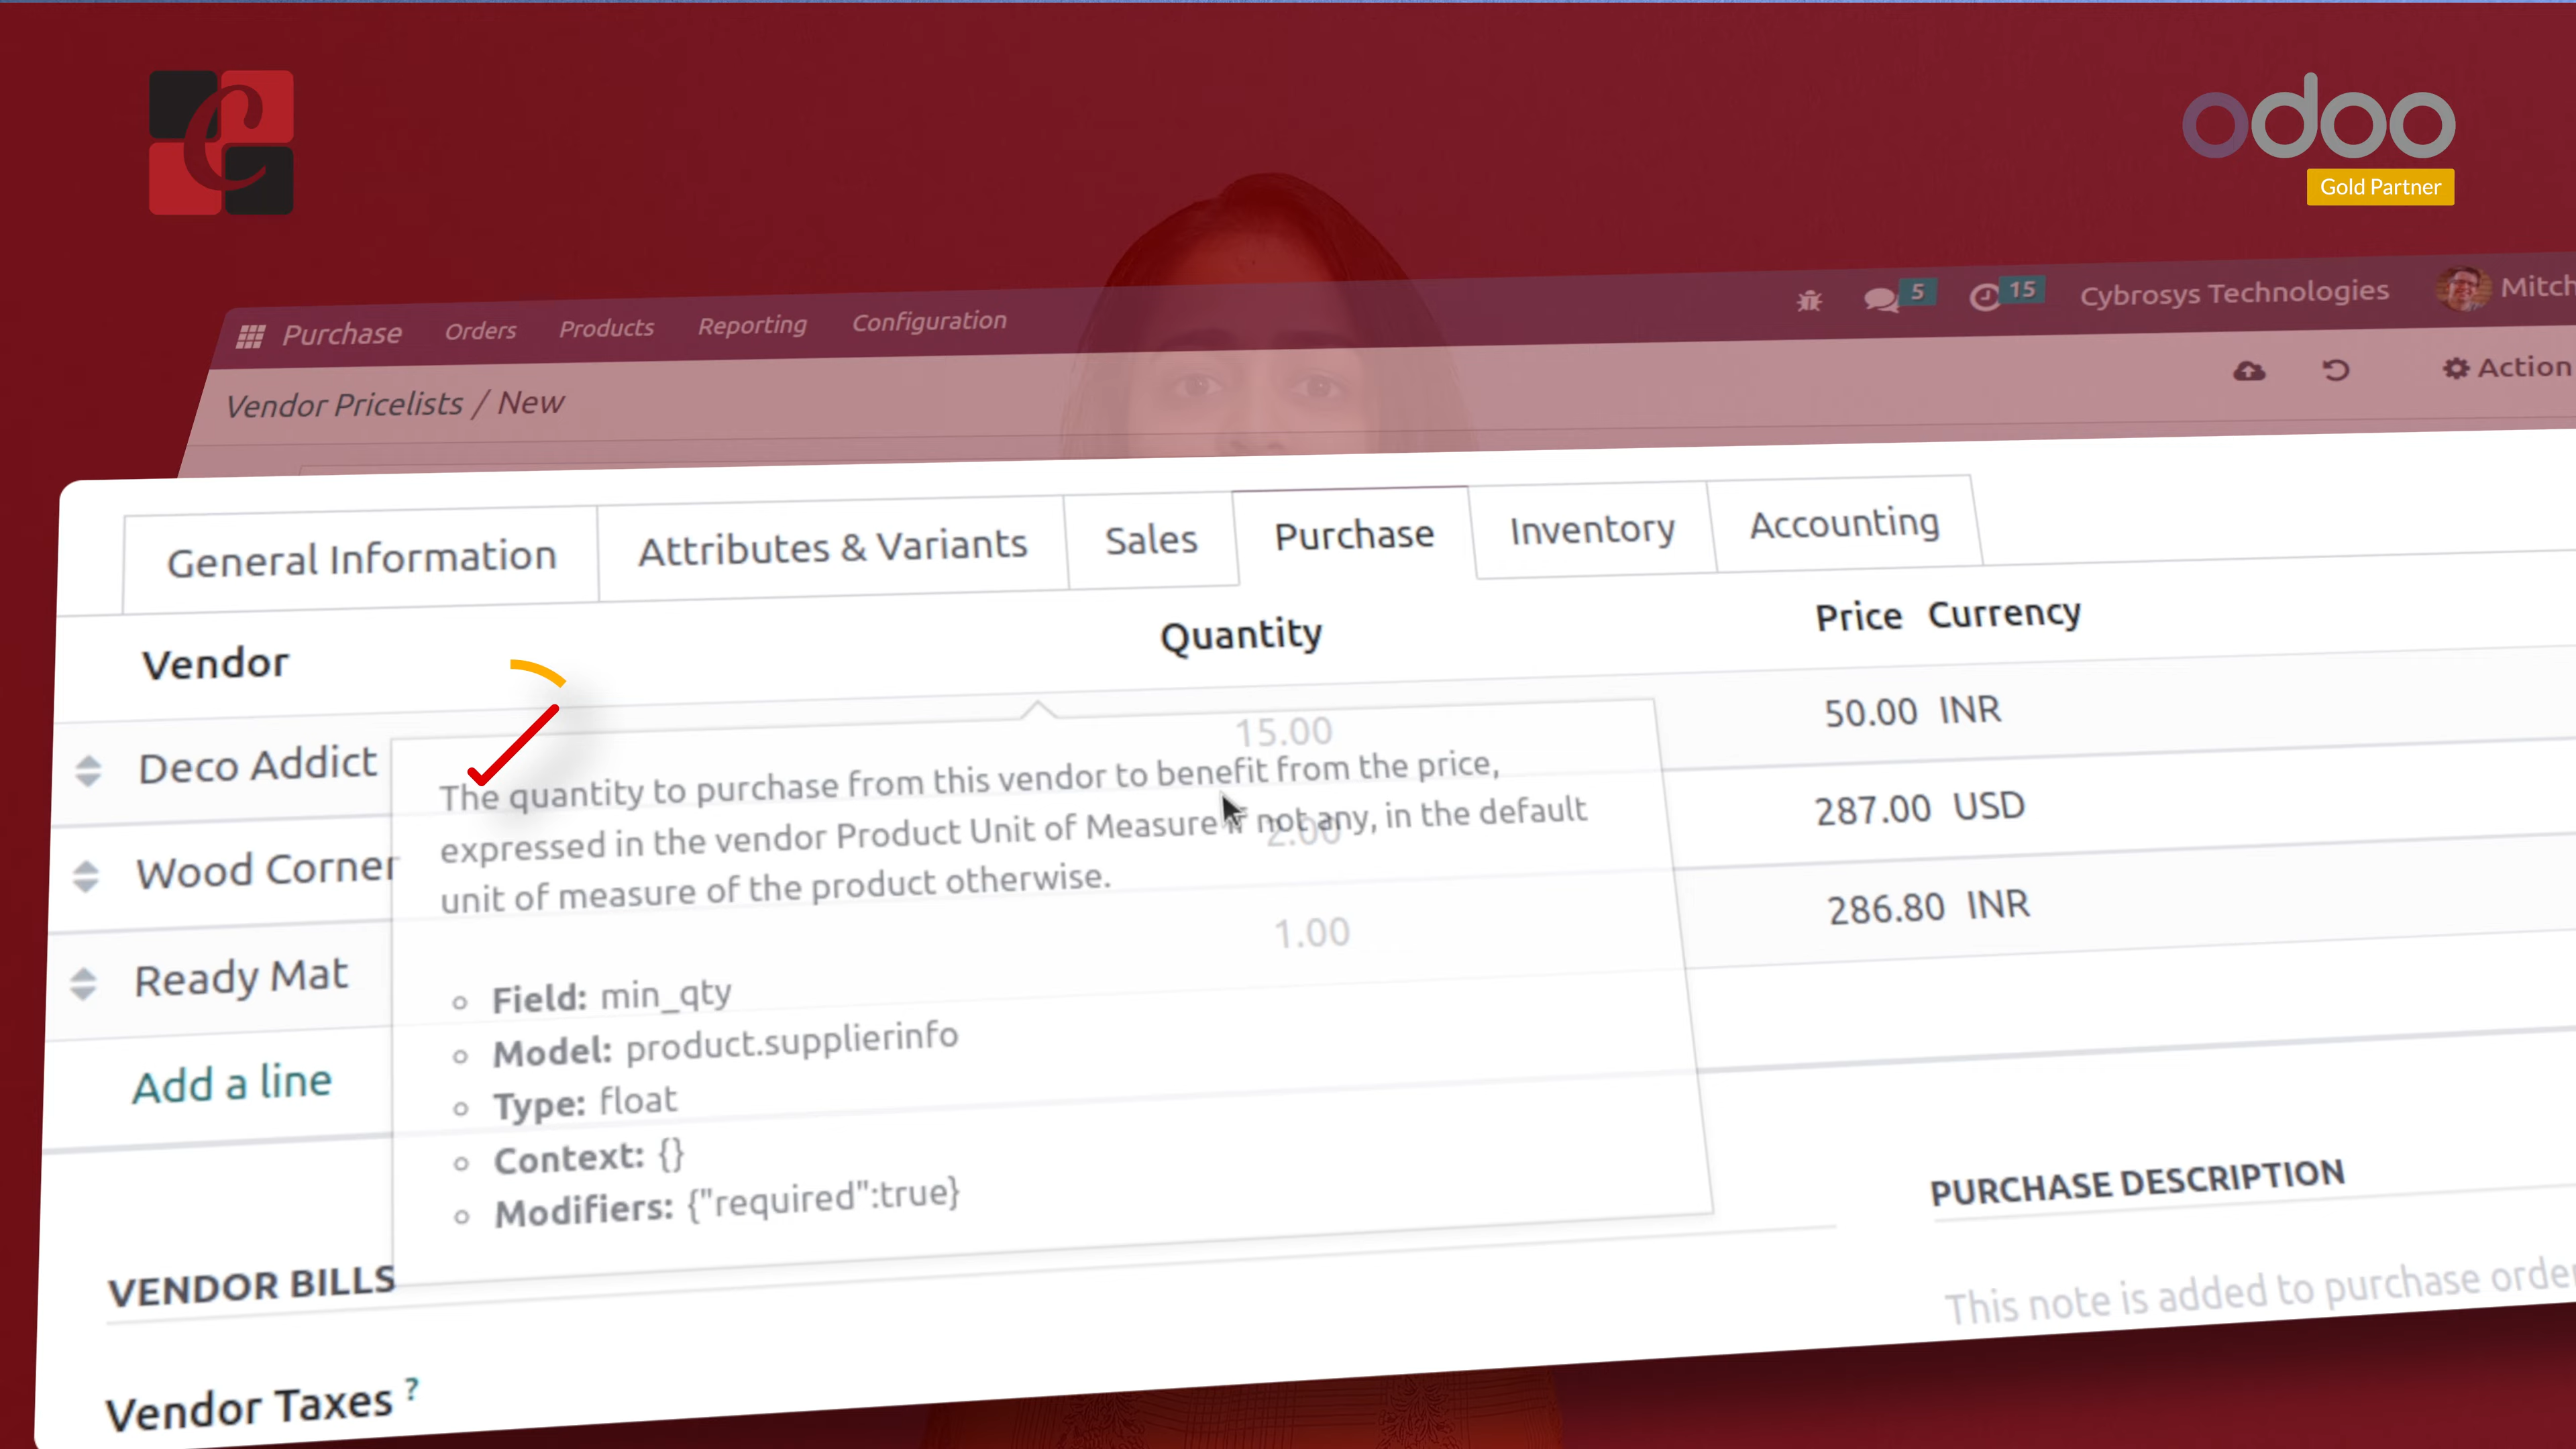 odoo
Gold Partner
Purchase Orders Products Reporting Configuration 5 15 Cybrosys Technologies Mitch
Vendor Pricelists / New Action
General Information Attributes & Variants Sales Purchase Inventory Accounting
Vendor Quantity Price Currency
Deco Addict 15.00 50.00 INR
Wood Corner 2.00 287.00 USD
Ready Mat 1.00 286.80 INR
Add a line
The quantity to purchase from this vendor to benefit from the price,
expressed in the vendor Product Unit of Measure if not any, in the default
unit of measure of the product otherwise.
Field: min_qty
Model: product.supplierinfo
Type: float
Context: {}
Modifiers: {"required":true}
VENDOR BILLS
PURCHASE DESCRIPTION
Vendor Taxes ?
This note is added to purchase order